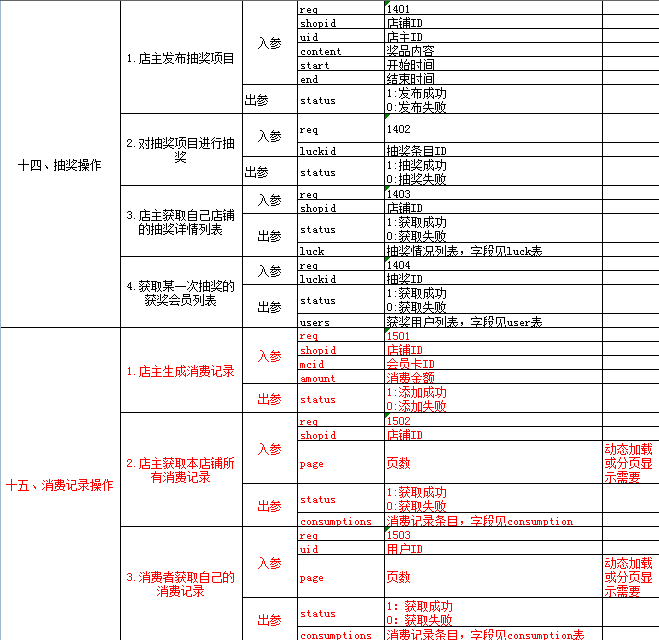 十四、抽奖操作
1.店主发布抽奖项目
入参
req 1401
shopid 店铺ID
uid 店主ID
content 奖品内容
start 开始时间
end 结束时间
出参
status 1:发布成功
0:发布失败
2.对抽奖项目进行抽
奖
入参
req 1402
luckid 抽奖条目ID
出参
status 1:抽奖成功
0:抽奖失败
3.店主获取自己店铺
的抽奖详情列表
入参
req 1403
shopid 店铺ID
出参
status 1:获取成功
0:获取失败
luck 抽奖情况列表，字段见luck表
4.获取某一次抽奖的
获奖会员列表
入参
req 1404
luckid 抽奖ID
出参
status 1:获取成功
0:获取失败
users 获奖用户列表，字段见user表
十五、消费记录操作
1.店主生成消费记录
入参
req 1501
shopid 店铺ID
mcid 会员卡ID
amount 消费金额
出参
status 1:添加成功
0:添加失败
2.店主获取本店铺所
有消费记录
入参
req 1502
shopid 店铺ID
page 页数
动态加载
或分页显
示需要
出参
status 1:获取成功
0:获取失败
consumptions 消费记录条目，字段见consumption
3.消费者获取自己的
消费记录
入参
req 1503
uid 用户ID
page 页数
动态加载
或分页显
示需要
出参
status 1：获取成功
0：获取失败
consumptions 消费记录条目，字段见consumption表